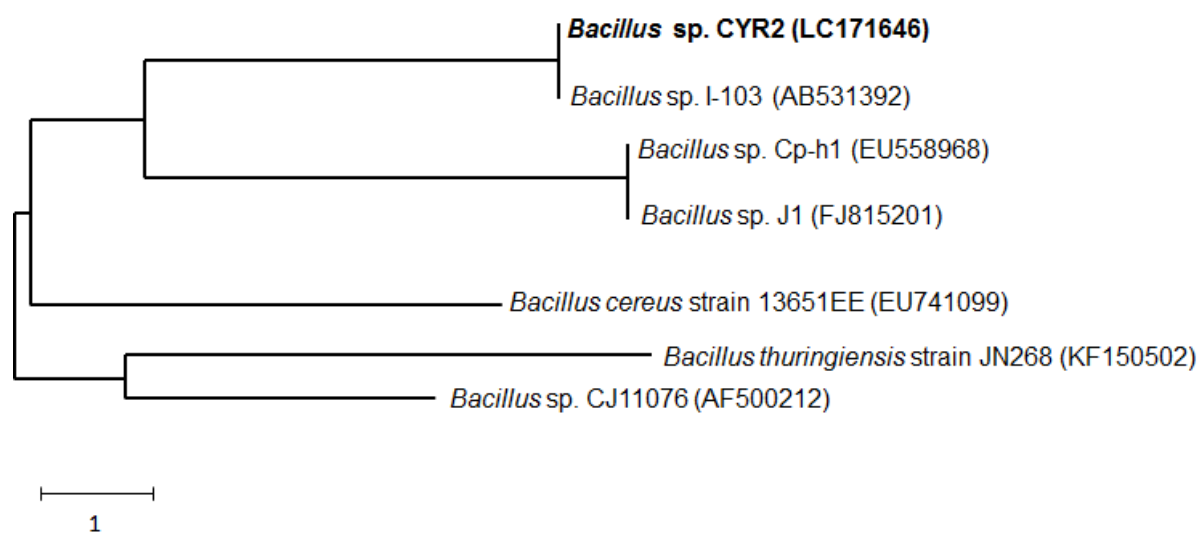 Bacillus sp. CYR2 (LC171646)
Bacillus sp. I-103 (AB531392)
Bacillus sp. Cp-h1 (EU558968)
Bacillus sp. J1 (FJ815201)
Bacillus cereus strain 13651EE (EU741099)
Bacillus thuringiensis strain JN268 (KF150502)
Bacillus sp. CJ11076 (AF500212)
1